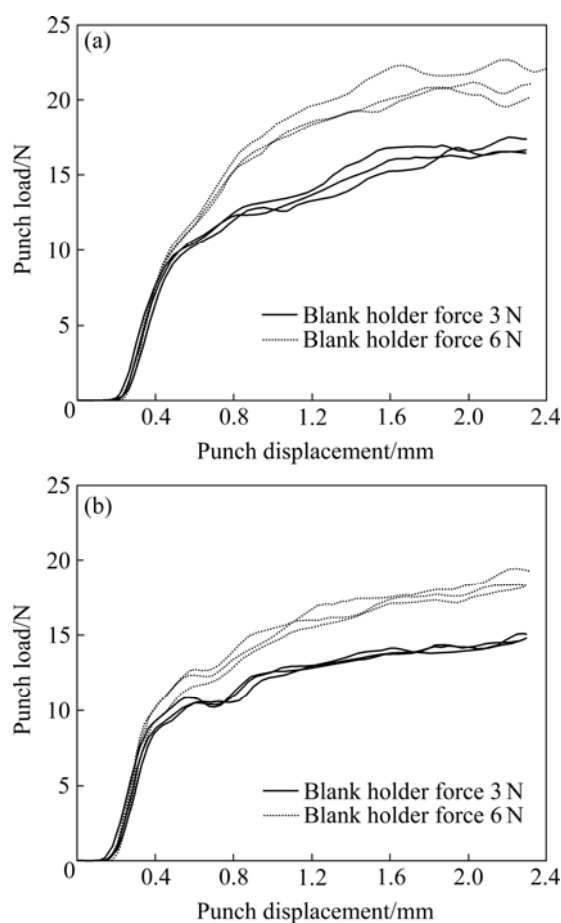 (a)
25
20
15
10
5
0
Punch load/N
Blank holder force 3 N
Blank holder force 6 N
0.4 0.8 1.2 1.6 2.0 2.4
Punch displacement/mm
(b)
25
20
15
10
5
0
Punch load/N
Blank holder force 3 N
Blank holder force 6 N
0.4 0.8 1.2 1.6 2.0 2.4
Punch displacement/mm